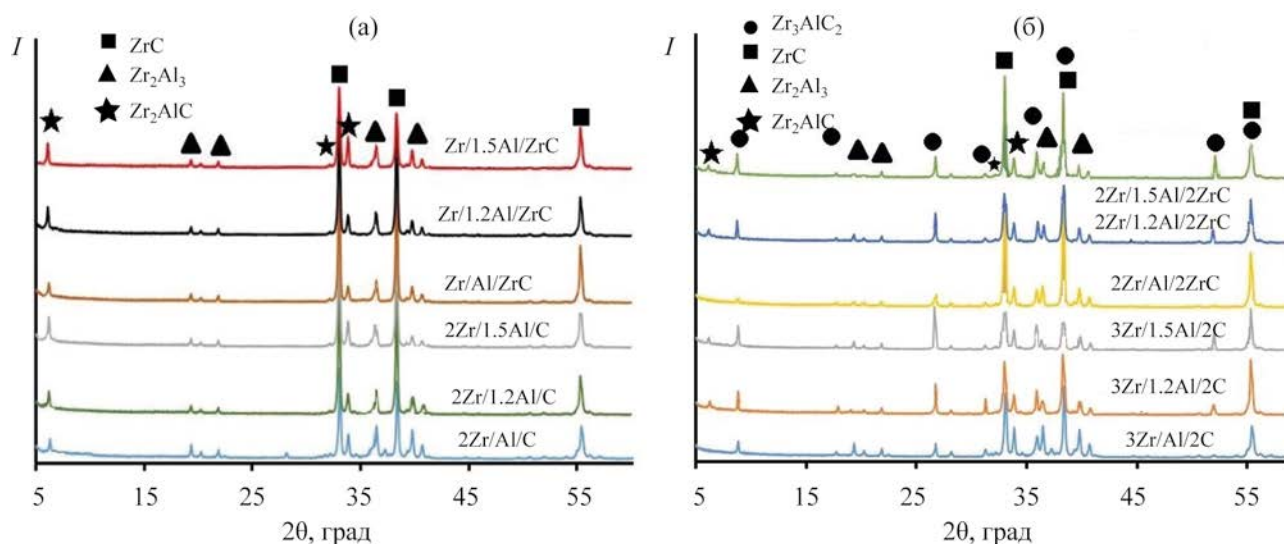 (а)
I
ZrC
Zr₂Al₃
Zr₂AlC
Zr/1.5Al/ZrC
Zr/1.2Al/ZrC
Zr/Al/ZrC
2Zr/1.5Al/C
2Zr/1.2Al/C
2Zr/Al/C
5 15 25 35 45 55
2θ, град
(б)
I
Zr₃AlC₂
ZrC
Zr₂Al₃
Zr₂AlC
2Zr/1.5Al/2ZrC
2Zr/1.2Al/2ZrC
2Zr/Al/2ZrC
3Zr/1.5Al/2C
3Zr/1.2Al/2C
3Zr/Al/2C
5 15 25 35 45 55
2θ, град